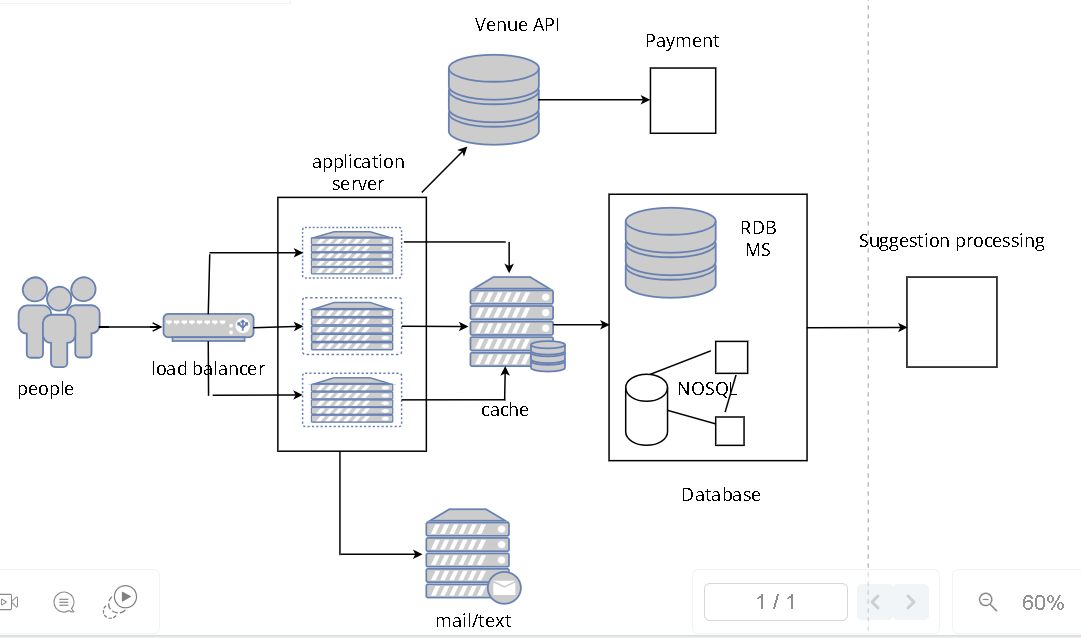 Venue API
Payment
application
server
RDB
MS
Suggestion processing
people
load balancer
cache
NOSQL
Database
mail/text
1 / 1
60%